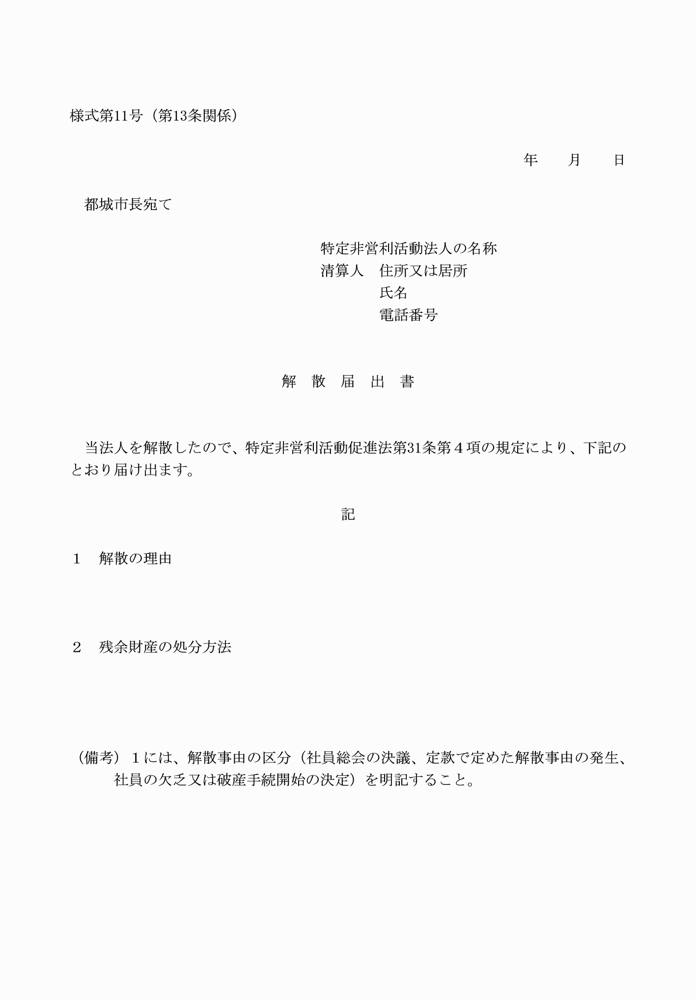 様式第11号（第13条関係）
年　　月　　日
都城市長宛て
特定非営利活動法人の名称
清算人　住所又は居所
氏名
電話番号
解　散　届　出　書
当法人を解散したので、特定非営利活動促進法第31条第４項の規定により、下記の
とおり届け出ます。
記
１　解散の理由
２　残余財産の処分方法
（備考）１には、解散事由の区分（社員総会の決議、定款で定めた解散事由の発生、
社員の欠乏又は破産手続開始の決定）を明記すること。